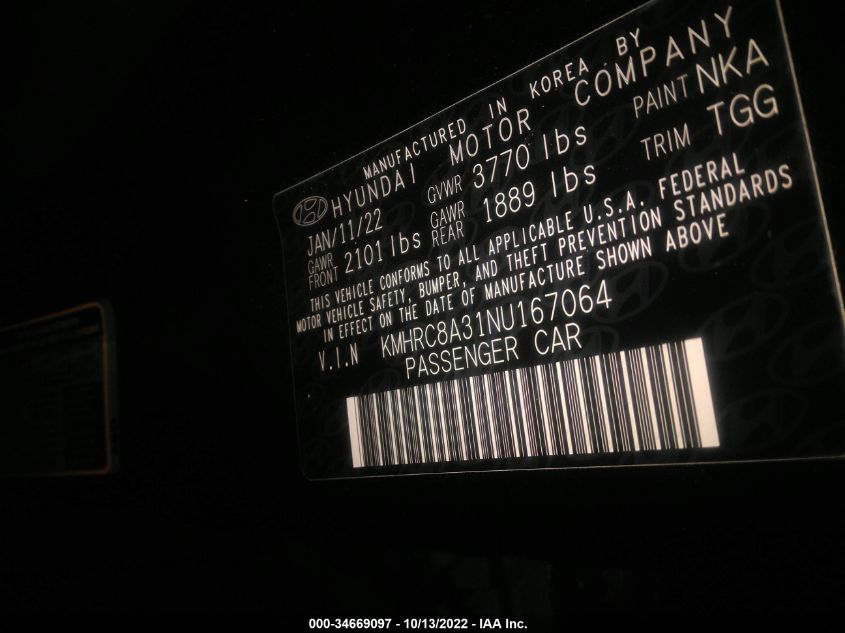 MANUFACTURED IN KOREA BY
HYUNDAI MOTOR COMPANY
JAN/11/22 GVWR 3770 lbs PAINT NKA
GAWR FRONT 2101 lbs GAWR REAR 1889 lbs TRIM TGG
THIS VEHICLE CONFORMS TO ALL APPLICABLE U.S.A. FEDERAL
MOTOR VEHICLE SAFETY, BUMPER, AND THEFT PREVENTION STANDARDS
IN EFFECT ON THE DATE OF MANUFACTURE SHOWN ABOVE
V.I.N KMHRC8A31NU167064
PASSENGER CAR
000-34669097 - 10/13/2022 - IAA Inc.